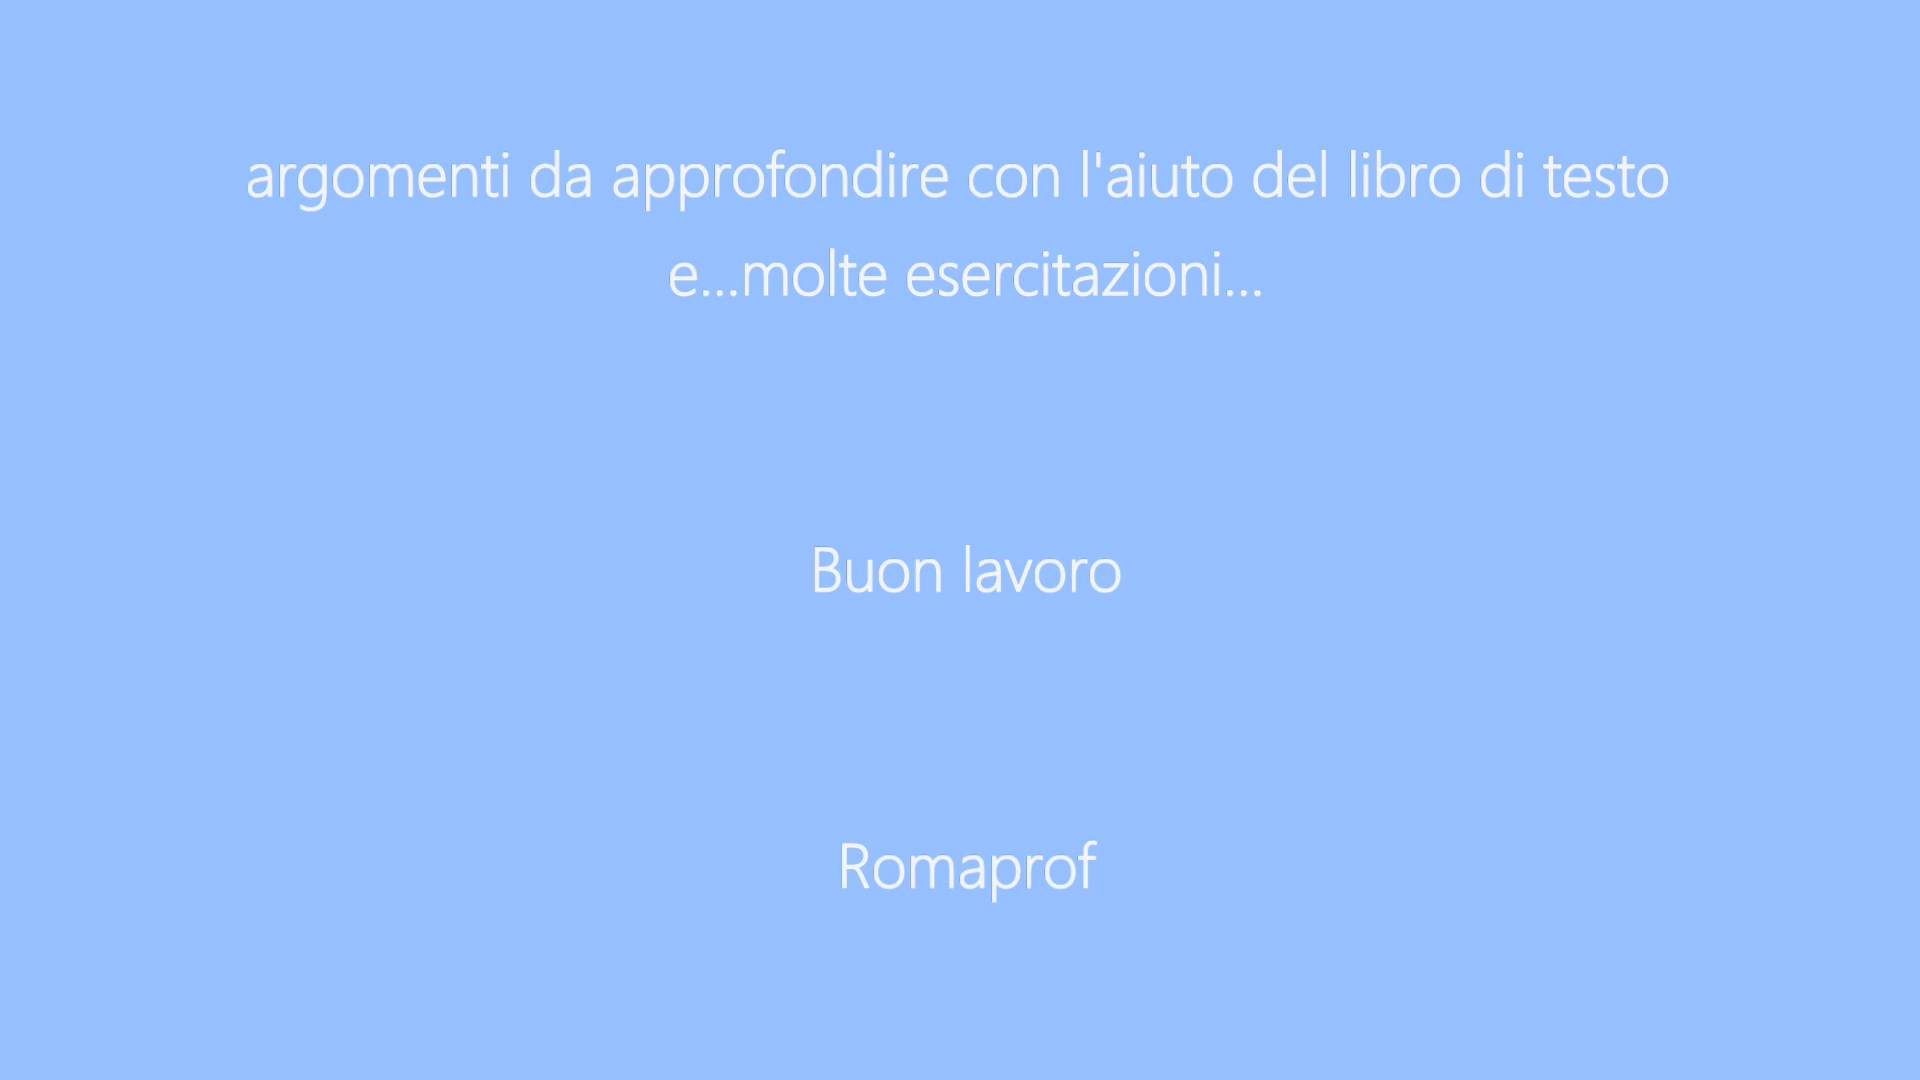 argomenti da approfondire con l'aiuto del libro di testo
e...molte esercitazioni...
Buon lavoro
Romaprof